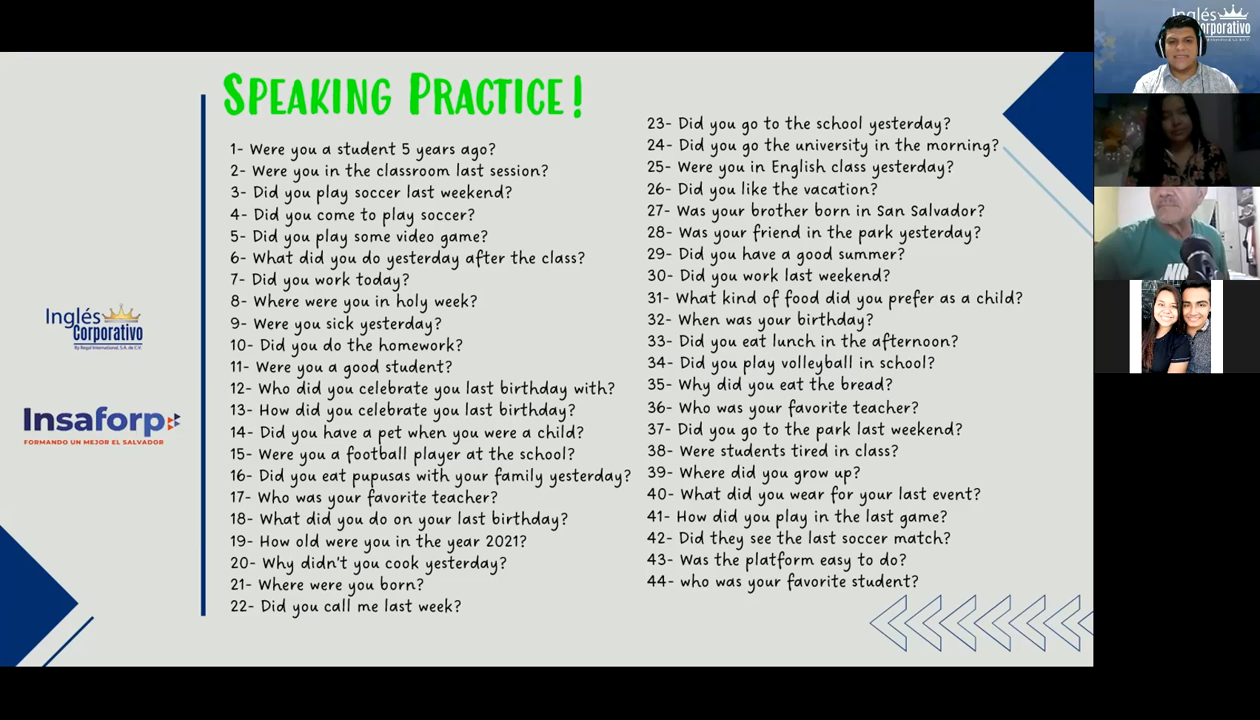 SPEAKING PRACTICE!
1- Were you a student 5 years ago?
2- Were you in the classroom last session?
3- Did you play soccer last weekend?
4- Did you come to play soccer?
5- Did you play some video game?
6- What did you do yesterday after the class?
7- Did you work today?
8- Where were you in holy week?
9- Were you sick yesterday?
10- Did you do the homework?
11- Were you a good student?
12- Who did you celebrate you last birthday with?
13- How did you celebrate you last birthday?
14- Did you have a pet when you were a child?
15- Were you a football player at the school?
16- Did you eat pupusas with your family yesterday?
17- Who was your favorite teacher?
18- What did you do on your last birthday?
19- How old were you in the year 2021?
20- Why didn't you cook yesterday?
21- Where were you born?
22- Did you call me last week?
23- Did you go to the school yesterday?
24- Did you go the university in the morning?
25- Were you in English class yesterday?
26- Did you like the vacation?
27- Was your brother born in San Salvador?
28- Was your friend in the park yesterday?
29- Did you have a good summer?
30- Did you work last weekend?
31- What kind of food did you prefer as a child?
32- When was your birthday?
33- Did you eat lunch in the afternoon?
34- Did you play volleyball in school?
35- Why did you eat the bread?
36- Who was your favorite teacher?
37- Did you go to the park last weekend?
38- Were students tired in class?
39- Where did you grow up?
40- What did you wear for your last event?
41- How did you play in the last game?
42- Did they see the last soccer match?
43- Was the platform easy to do?
44- who was your favorite student?
Inglés
Corporativo
By Regal International, S.A. de C.V.
Insaforp
FORMANDO UN MEJOR EL SALVADOR
Inglés
orporativo